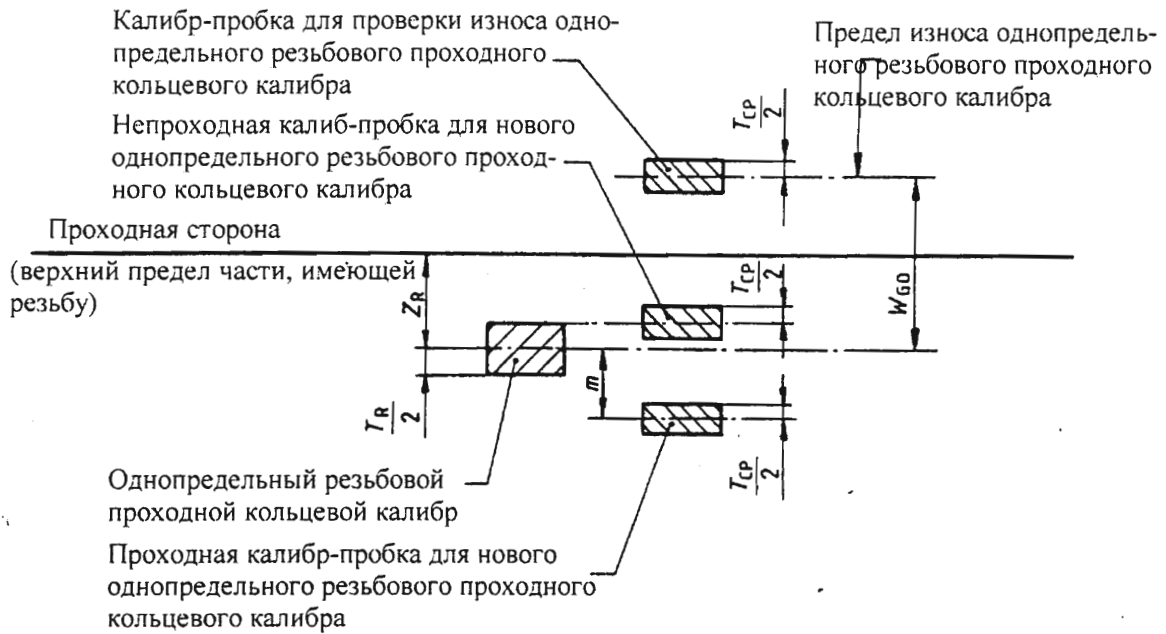 Калибр-пробка для проверки износа одно-
предельного резьбового проходного
кольцевого калибра
Предел износа однопредель-
ного резьбового проходного
кольцевого калибра
Непроходная калиб-пробка для нового
однопредельного резьбового проход-
ного кольцевого калибра
Проходная сторона
(верхний предел части, имеющей
резьбу)
T_CP/2
T_CP/2
Z_R
W_GO
m
T_R/2
T_CP/2
Однопредельный резьбовой
проходной кольцевой калибр
Проходная калибр-пробка для нового
однопредельного резьбового проходного
кольцевого калибра